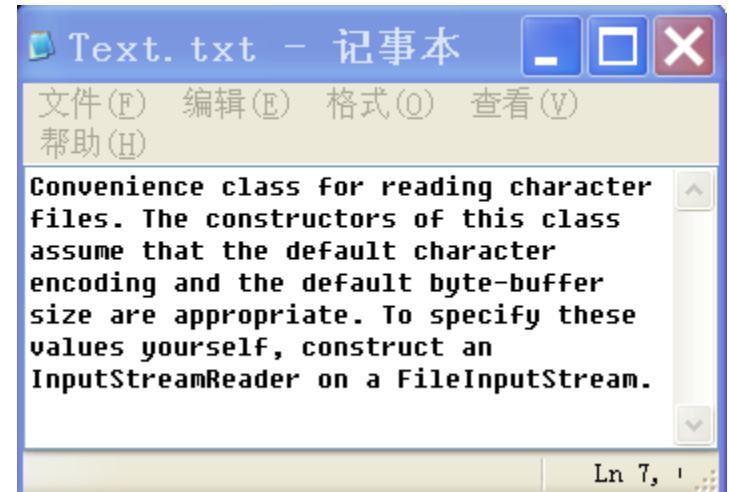 Text.txt - 记事本
文件(F) 编辑(E) 格式(O) 查看(V)
帮助(H)
Convenience class for reading character
files. The constructors of this class
assume that the default character
encoding and the default byte-buffer
size are appropriate. To specify these
values yourself, construct an
InputStreamReader on a FileInputStream.
Ln 7,